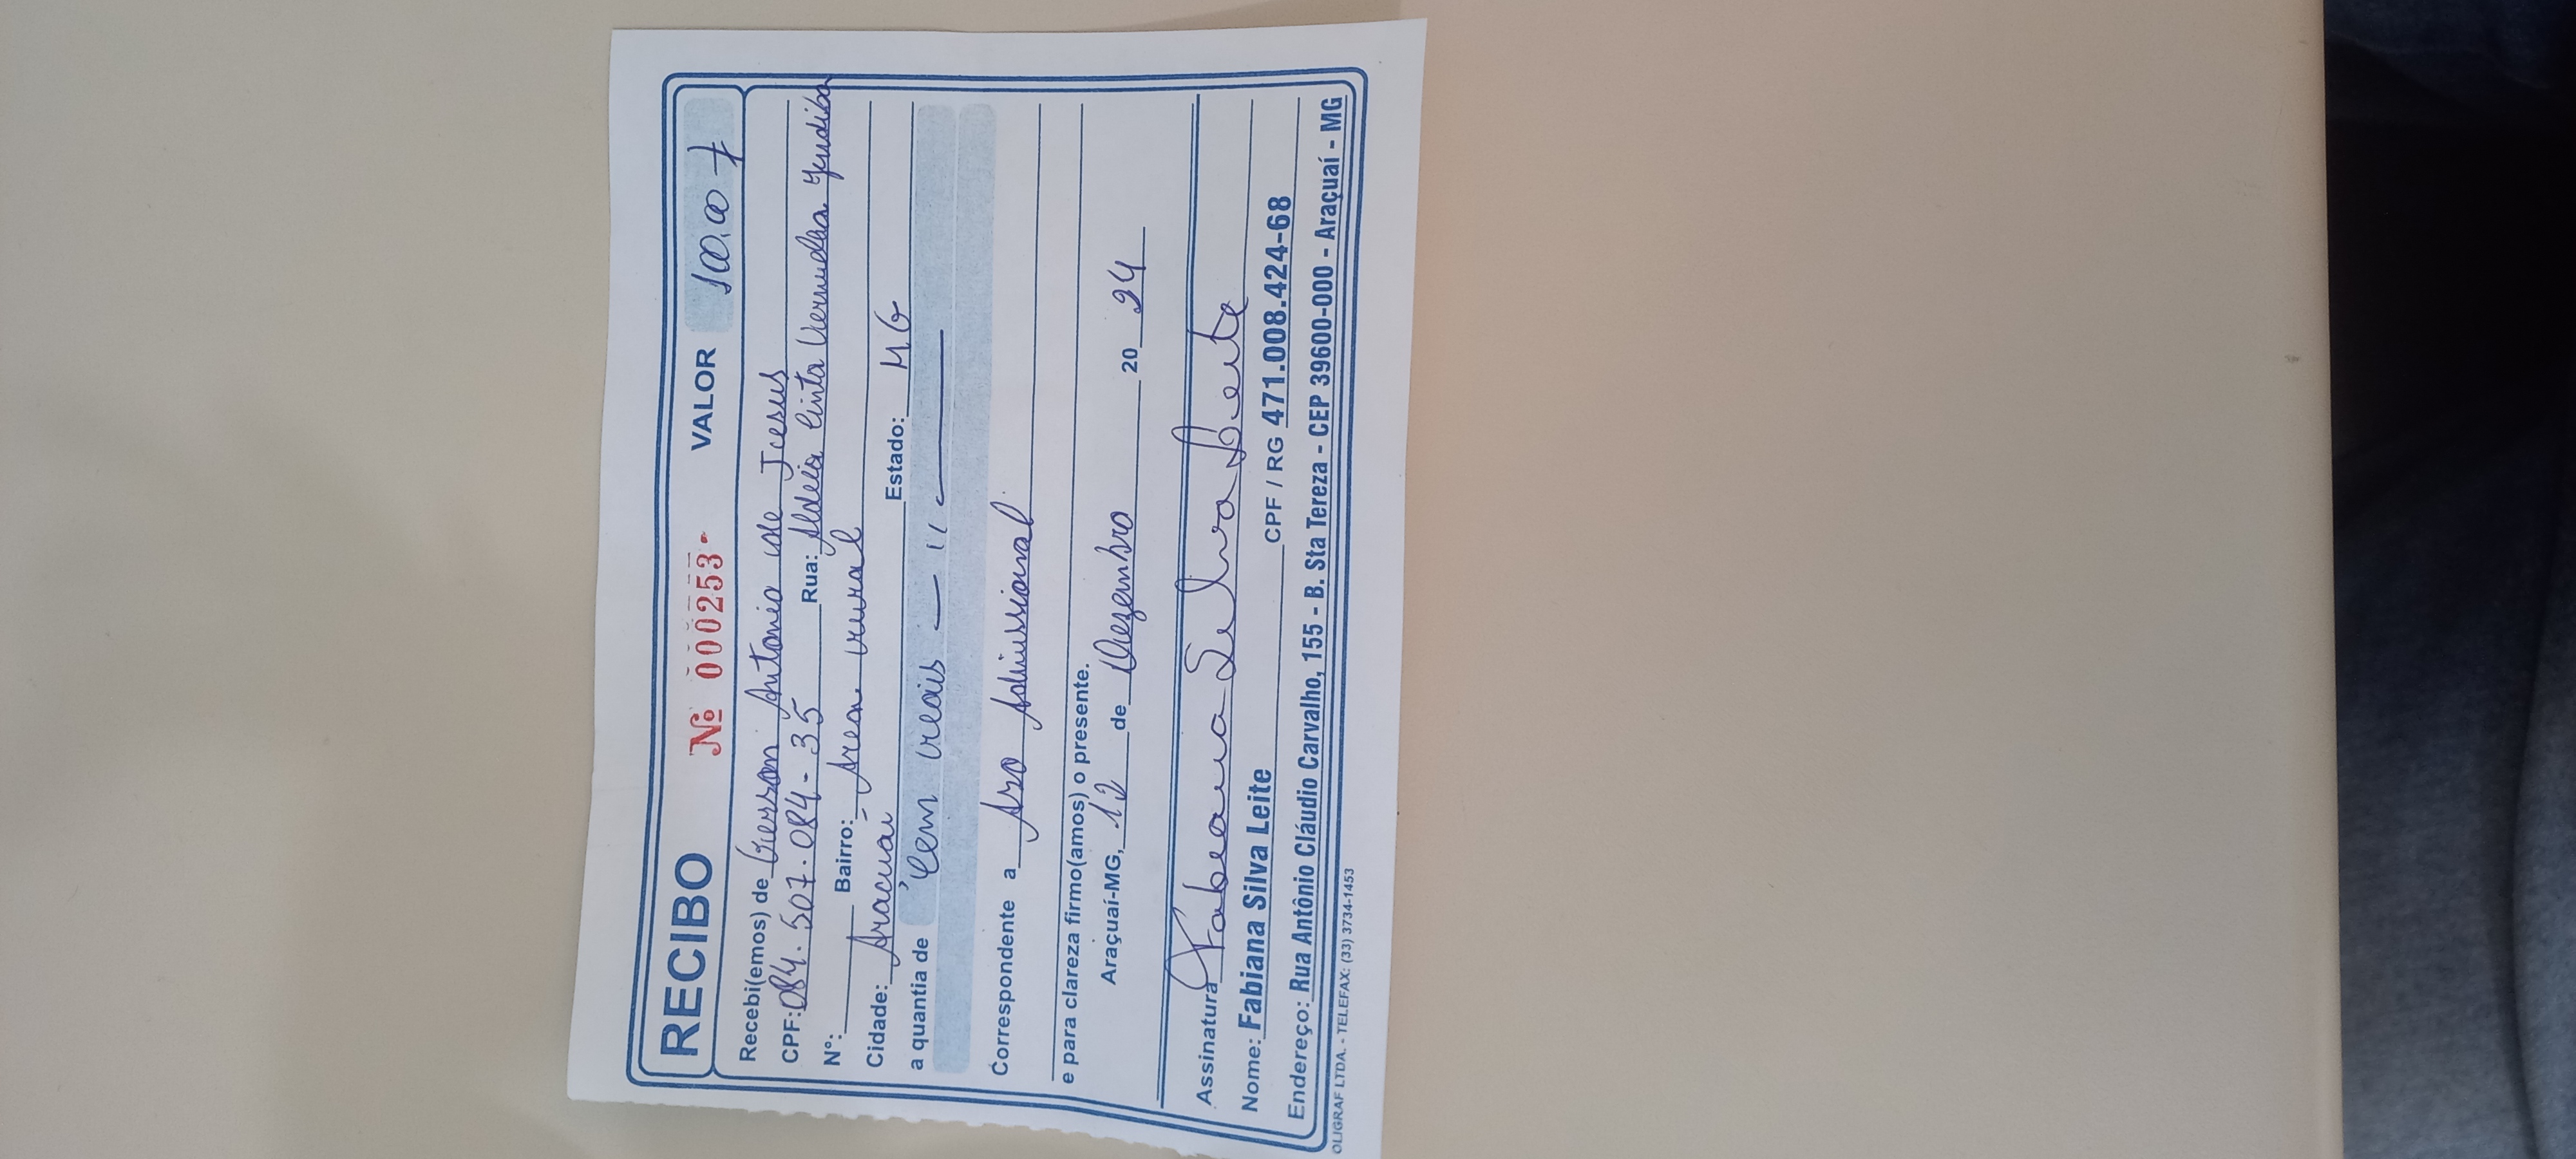 RECIBO Nº 000253 VALOR 100.00
Recebi(emos) de Gerson Antonio de Jesus
CPF: 084.507.084-35 Rua: Aldeia Cinta Vermelha Jundiba
N°: Bairro: Area rural
Cidade: Araçuaí Estado: MG
a quantia de Cem reais — 11 —
Correspondente a Aso Admissional
e para clareza firmo(amos) o presente.
Araçuaí-MG, 12 de Dezembro 20 24
Assinatura Fabiana Silva Leite
Nome: Fabiana Silva Leite CPF / RG 471.008.424-68
Endereço: Rua Antônio Cláudio Carvalho, 155 - B. Sta Tereza - CEP 39600-000 - Araçuaí - MG
OLIGRAF LTDA. - TELEFAX: (33) 3734-1453